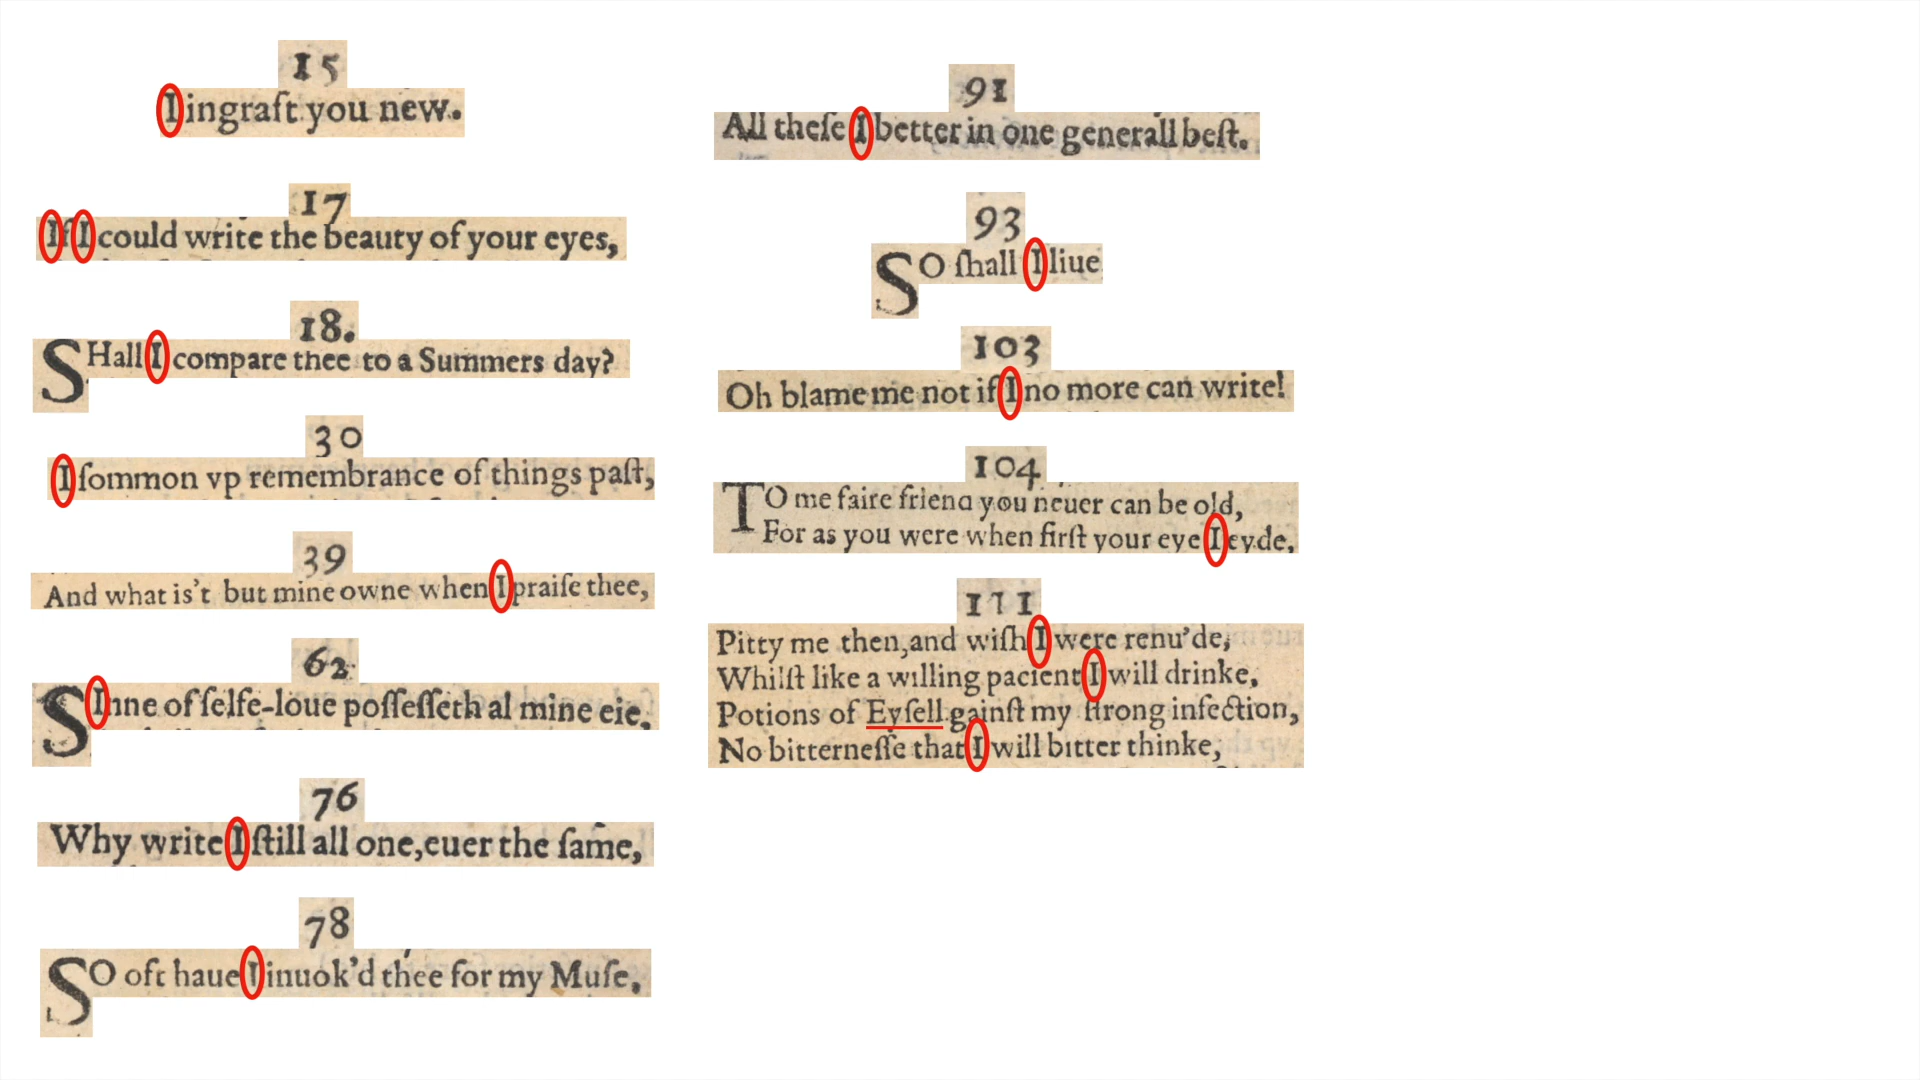 15
I ingraft you new.
17
If I could write the beauty of your eyes,
18.
SHall I compare thee to a Summers day?
30
I ſommon vp remembrance of things paſt,
39
And what is't but mine owne when I praiſe thee,
62
SInne of ſelfe-loue poſſeſſeth al mine eie,
76
Why write I ſtill all one, euer the ſame,
78
SO oft haue I inuok'd thee for my Muſe,
91
All theſe I better in one generall beſt.
93
SO ſhall I liue
103
Oh blame me not if I no more can write!
104
TO me faire friend you neuer can be old,
For as you were when firſt your eye I eyde,
111
Pitty me then, and wiſh I were renu'de,
Whilſt like a willing pacient I will drinke,
Potions of Eyſell gainſt my ſtrong infection,
No bitterneſſe that I will bitter thinke,